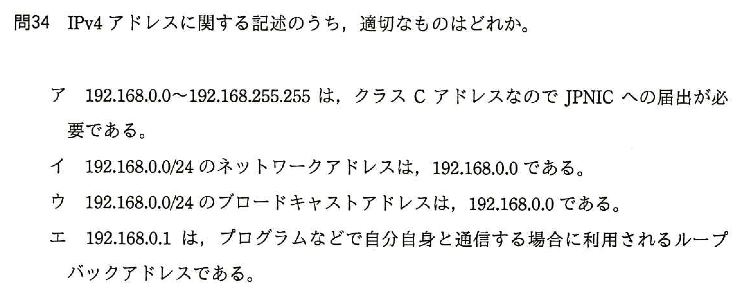 問34 IPv4 アドレスに関する記述のうち，適切なものはどれか。
ア 192.168.0.0～192.168.255.255 は，クラス C アドレスなので JPNIC への届出が必
要である。
イ 192.168.0.0/24 のネットワークアドレスは，192.168.0.0 である。
ウ 192.168.0.0/24 のブロードキャストアドレスは，192.168.0.0 である。
エ 192.168.0.1 は，プログラムなどで自分自身と通信する場合に利用されるループ
バックアドレスである。